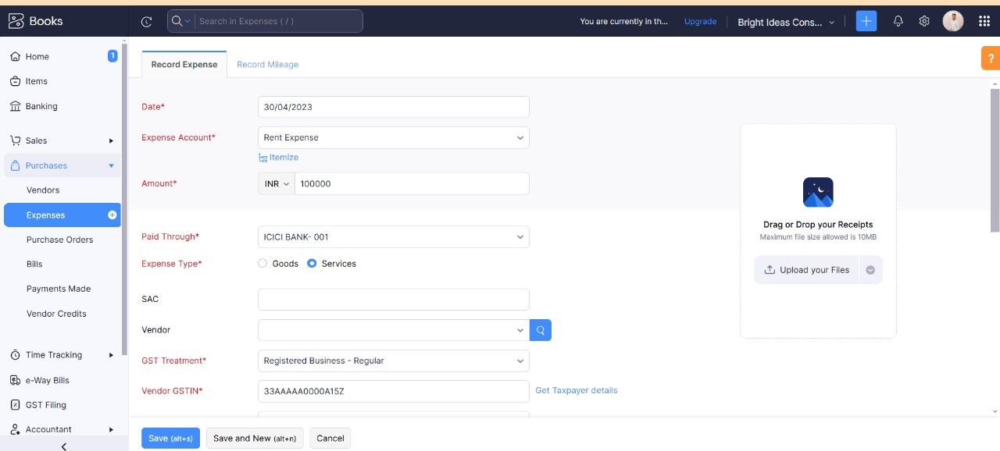 Books
Search in Expenses ( / )
You are currently in th...
Upgrade
Bright Ideas Cons...
Home
1
Items
Banking
Sales
Purchases
Vendors
Expenses
Purchase Orders
Bills
Payments Made
Vendor Credits
Time Tracking
e-Way Bills
GST Filing
Accountant
Record Expense
Record Mileage
?
Date*
30/04/2023
Expense Account*
Rent Expense
Itemize
Amount*
INR
100000
Paid Through*
ICICI BANK- 001
Expense Type*
Goods
Services
SAC
Vendor
GST Treatment*
Registered Business - Regular
Vendor GSTIN*
33AAAAA0000A15Z
Get Taxpayer details
Drag or Drop your Receipts
Maximum file size allowed is 10MB
Upload your Files
Save (alt+s)
Save and New (alt+n)
Cancel